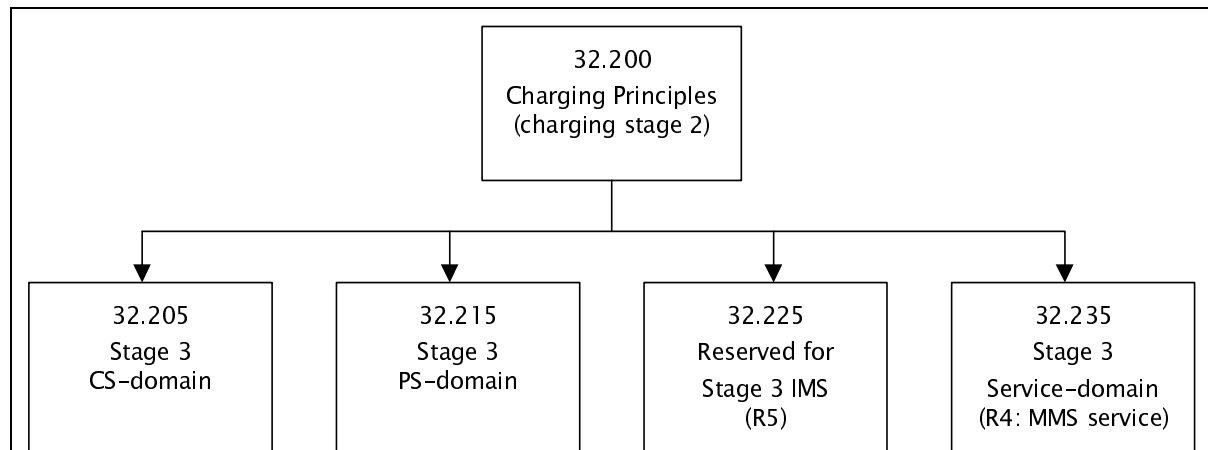 32.200
Charging Principles
(charging stage 2)
32.205
Stage 3
CS-domain
32.215
Stage 3
PS-domain
32.225
Reserved for
Stage 3 IMS
(R5)
32.235
Stage 3
Service-domain
(R4: MMS service)